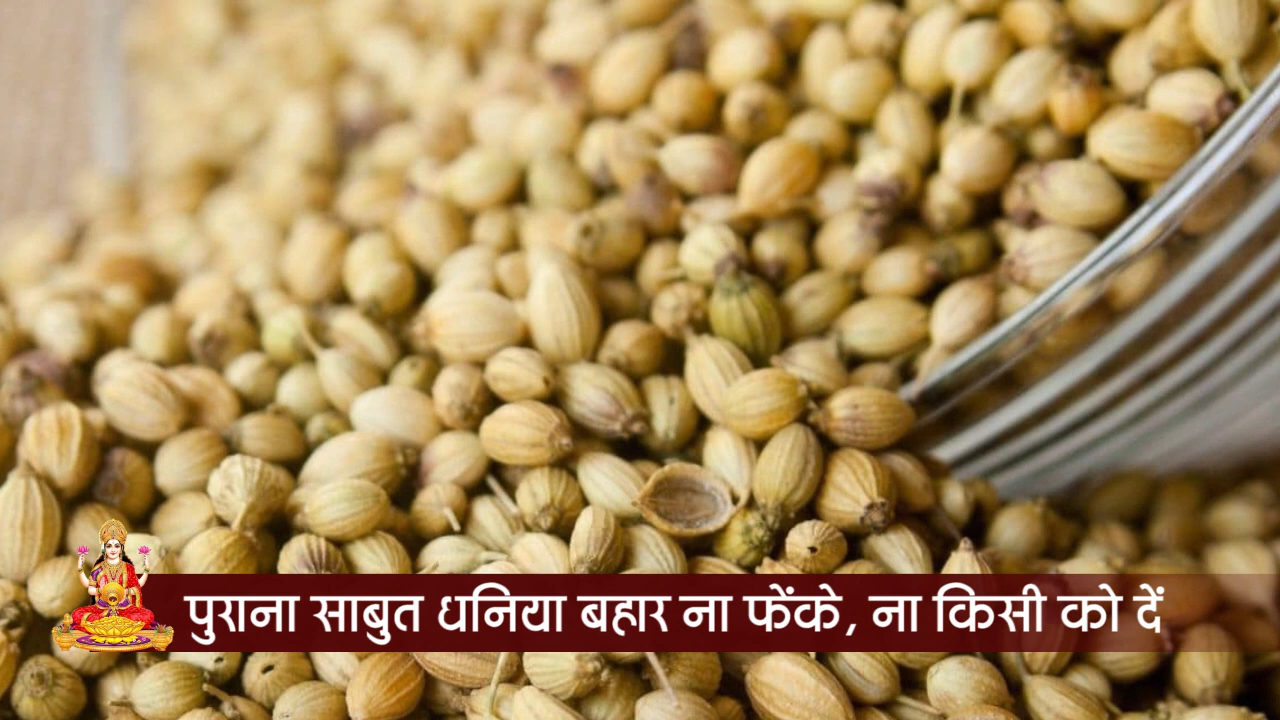 पुराना साबुत धनिया बहार ना फेंके, ना किसी को दें